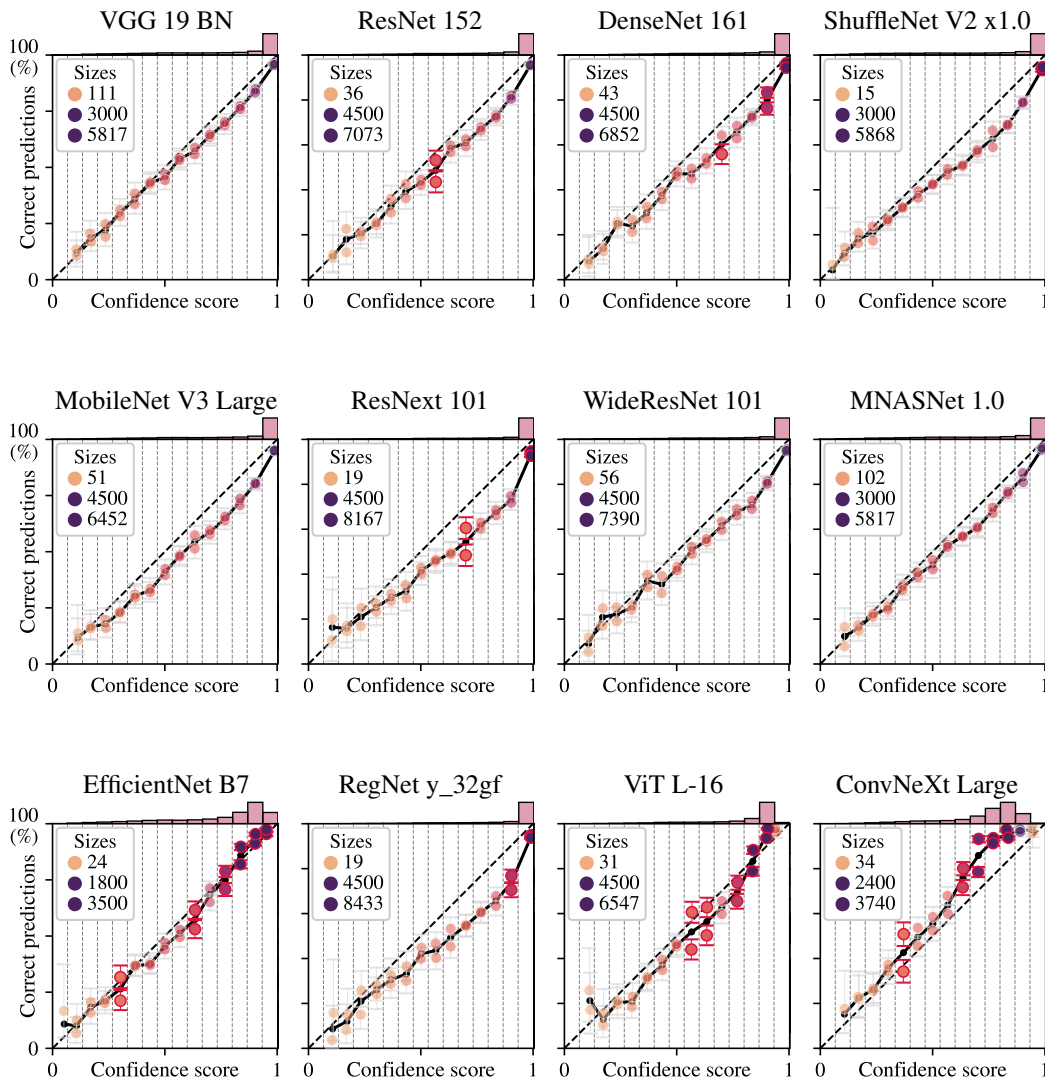 VGG 19 BN
ResNet 152
DenseNet 161
ShuffleNet V2 x1.0
100
(%)
Correct predictions
0
Sizes
111
3000
5817
Sizes
36
4500
7073
Sizes
43
4500
6852
Sizes
15
3000
5868
0 Confidence score 1
0 Confidence score 1
0 Confidence score 1
0 Confidence score 1
MobileNet V3 Large
ResNext 101
WideResNet 101
MNASNet 1.0
100
(%)
Correct predictions
0
Sizes
51
4500
6452
Sizes
19
4500
8167
Sizes
56
4500
7390
Sizes
102
3000
5817
0 Confidence score 1
0 Confidence score 1
0 Confidence score 1
0 Confidence score 1
EfficientNet B7
RegNet y_32gf
ViT L-16
ConvNeXt Large
100
(%)
Correct predictions
0
Sizes
24
1800
3500
Sizes
19
4500
8433
Sizes
31
4500
6547
Sizes
34
2400
3740
0 Confidence score 1
0 Confidence score 1
0 Confidence score 1
0 Confidence score 1